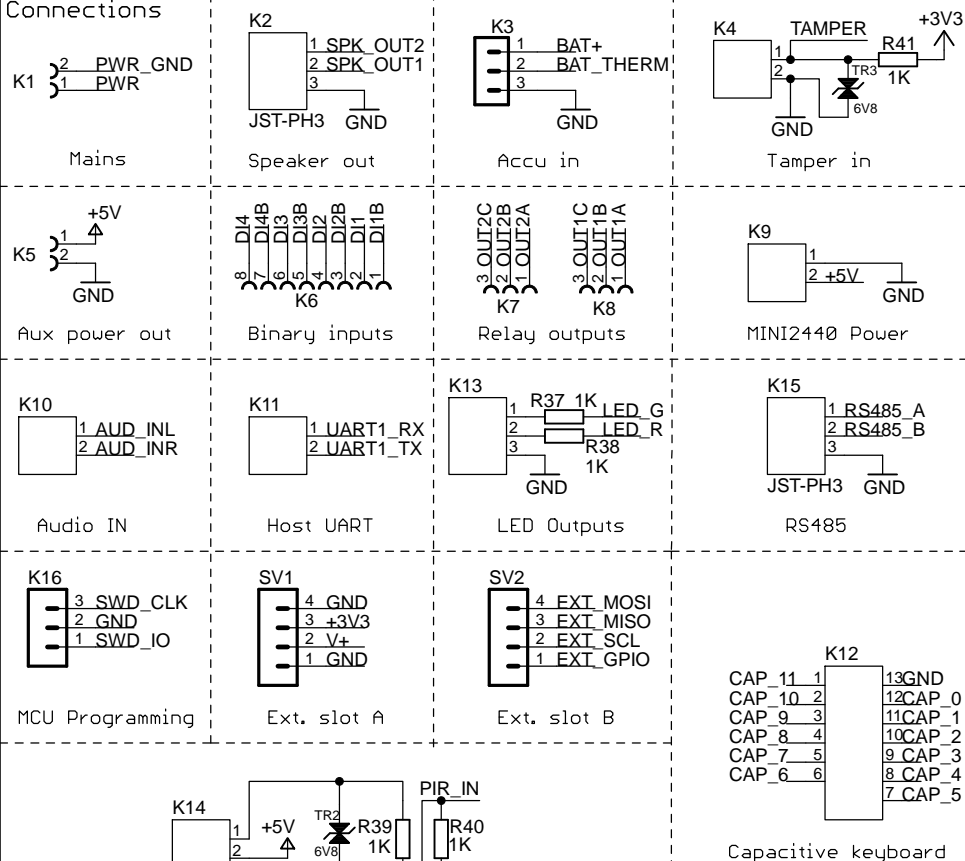 Connections
K1
2 PWR_GND
1 PWR
Mains
K2
1 SPK_OUT2
2 SPK_OUT1
3
JST-PH3
GND
Speaker out
K3
1 BAT+
2 BAT_THERM
3
GND
Accu in
K4
TAMPER
+3V3
R41
1K
1
2
TR3
6V8
GND
Tamper in
+5V
K5
1
2
GND
Aux power out
DI4
DI4B
DI3
DI3B
DI2
DI2B
DI1
DI1B
8 7 6 5 4 3 2 1
K6
Binary inputs
3 OUT2C
2 OUT2B
1 OUT2A
K7
3 OUT1C
2 OUT1B
1 OUT1A
K8
Relay outputs
K9
1
2 +5V
GND
MINI2440 Power
K10
1 AUD_INL
2 AUD_INR
Audio IN
K11
1 UART1_RX
2 UART1_TX
Host UART
K13
R37 1K
1 LED_G
2 LED_R
3
R38
1K
GND
LED Outputs
K15
1 RS485_A
2 RS485_B
3
JST-PH3
GND
RS485
K16
3 SWD_CLK
2 GND
1 SWD_IO
MCU Programming
SV1
4 GND
3 +3V3
2 V+
1 GND
Ext. slot A
SV2
4 EXT_MOSI
3 EXT_MISO
2 EXT_SCL
1 EXT_GPIO
Ext. slot B
K12
CAP_11 1
CAP_10 2
CAP_9 3
CAP_8 4
CAP_7 5
CAP_6 6
13 GND
12 CAP_0
11 CAP_1
10 CAP_2
9 CAP_3
8 CAP_4
7 CAP_5
Capacitive keyboard
K14
1
2
+5V
TR2
6V8
R39
1K
PIR_IN
R40
1K